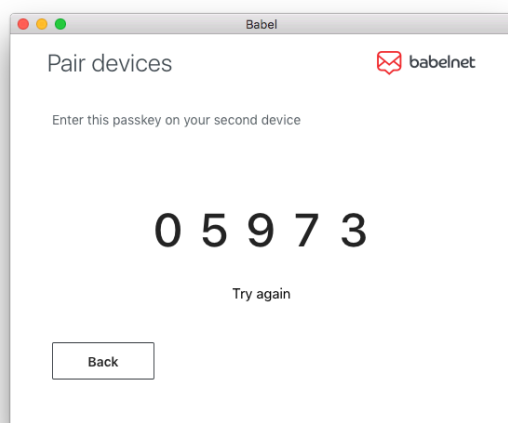 Babel
Pair devices
babelnet
Enter this passkey on your second device
0 5 9 7 3
Try again
Back